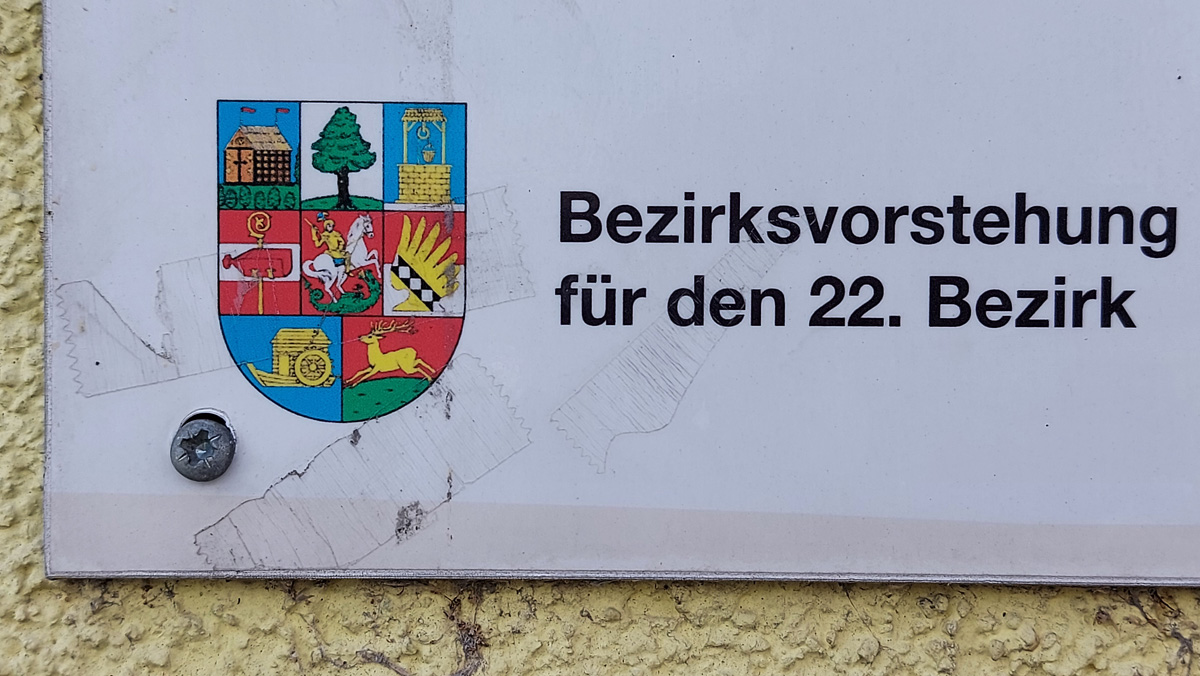 Bezirksvorstehung
für den 22. Bezirk